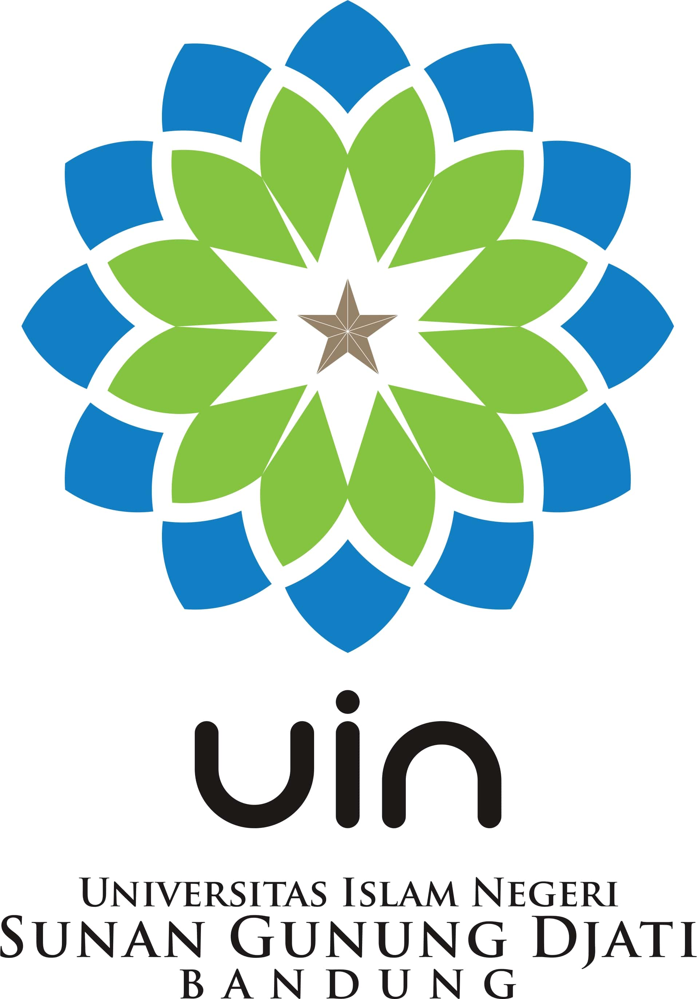 uin
UNIVERSITAS ISLAM NEGERI
SUNAN GUNUNG DJATI
BANDUNG